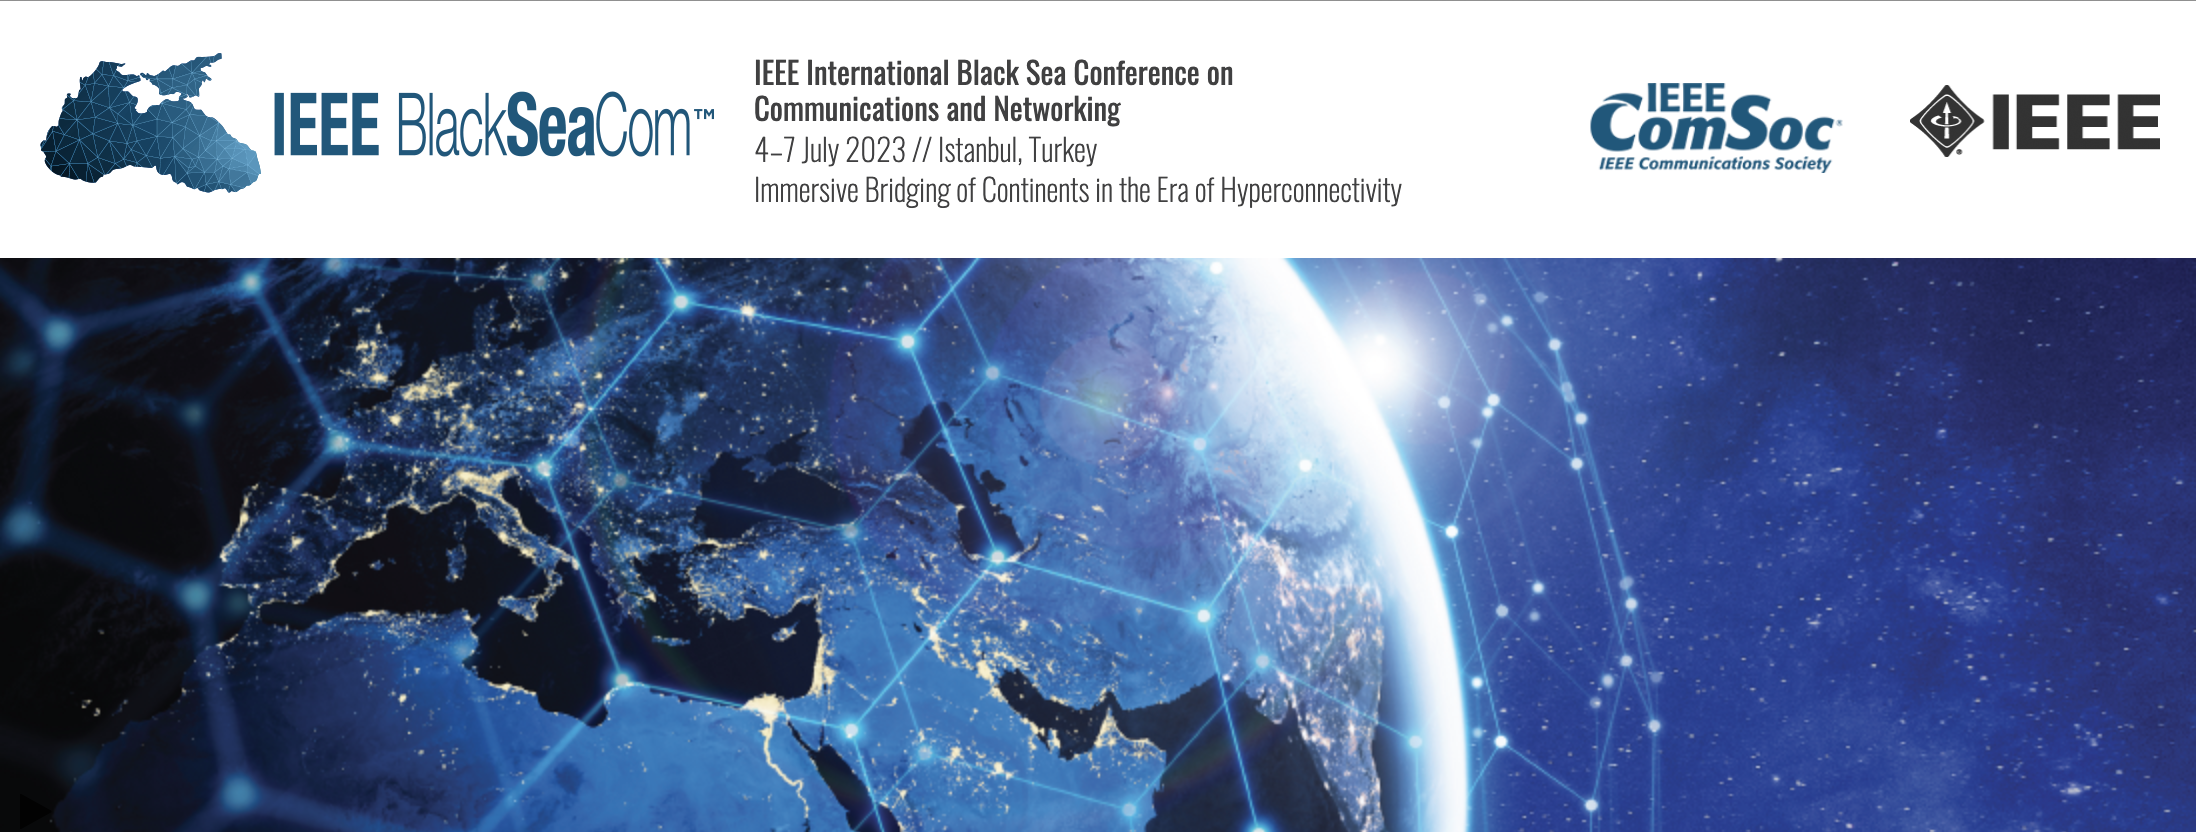 IEEE BlackSeaCom™
IEEE International Black Sea Conference on
Communications and Networking
4–7 July 2023 // Istanbul, Turkey
Immersive Bridging of Continents in the Era of Hyperconnectivity
IEEE
ComSoc®
IEEE Communications Society
IEEE